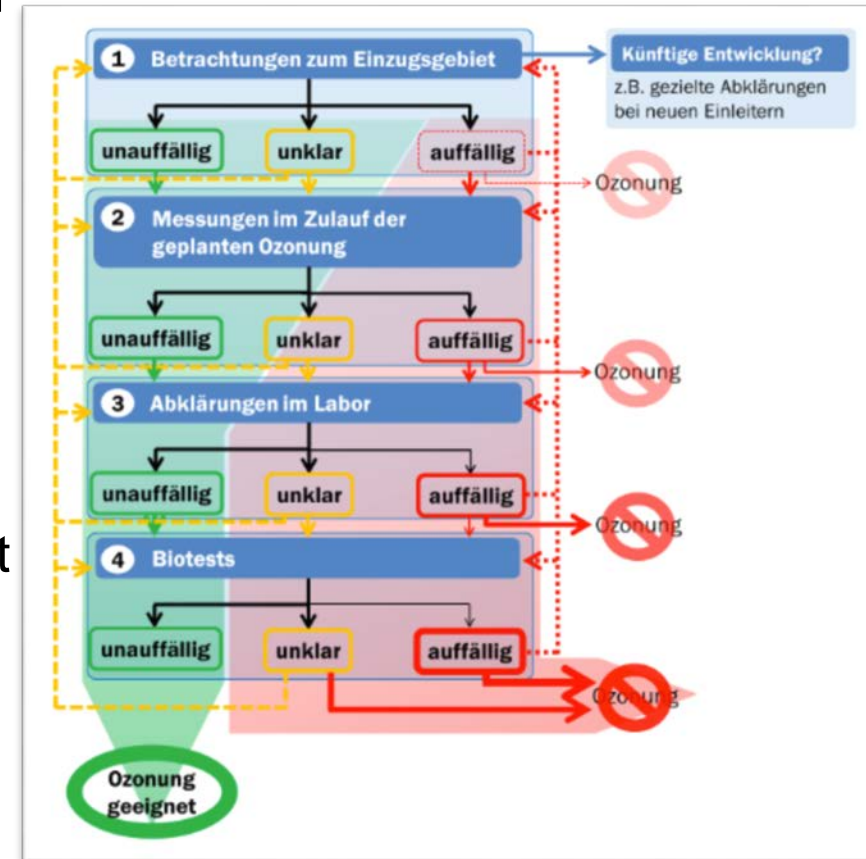 1 Betrachtungen zum Einzugsgebiet
Künftige Entwicklung?
z.B. gezielte Abklärungen
bei neuen Einleitern
unauffällig unklar auffällig
Ozonung
2 Messungen im Zulauf der
geplanten Ozonung
unauffällig unklar auffällig
Ozonung
3 Abklärungen im Labor
unauffällig unklar auffällig
Ozonung
t
4 Biotests
unauffällig unklar auffällig
Ozonung
Ozonung
geeignet